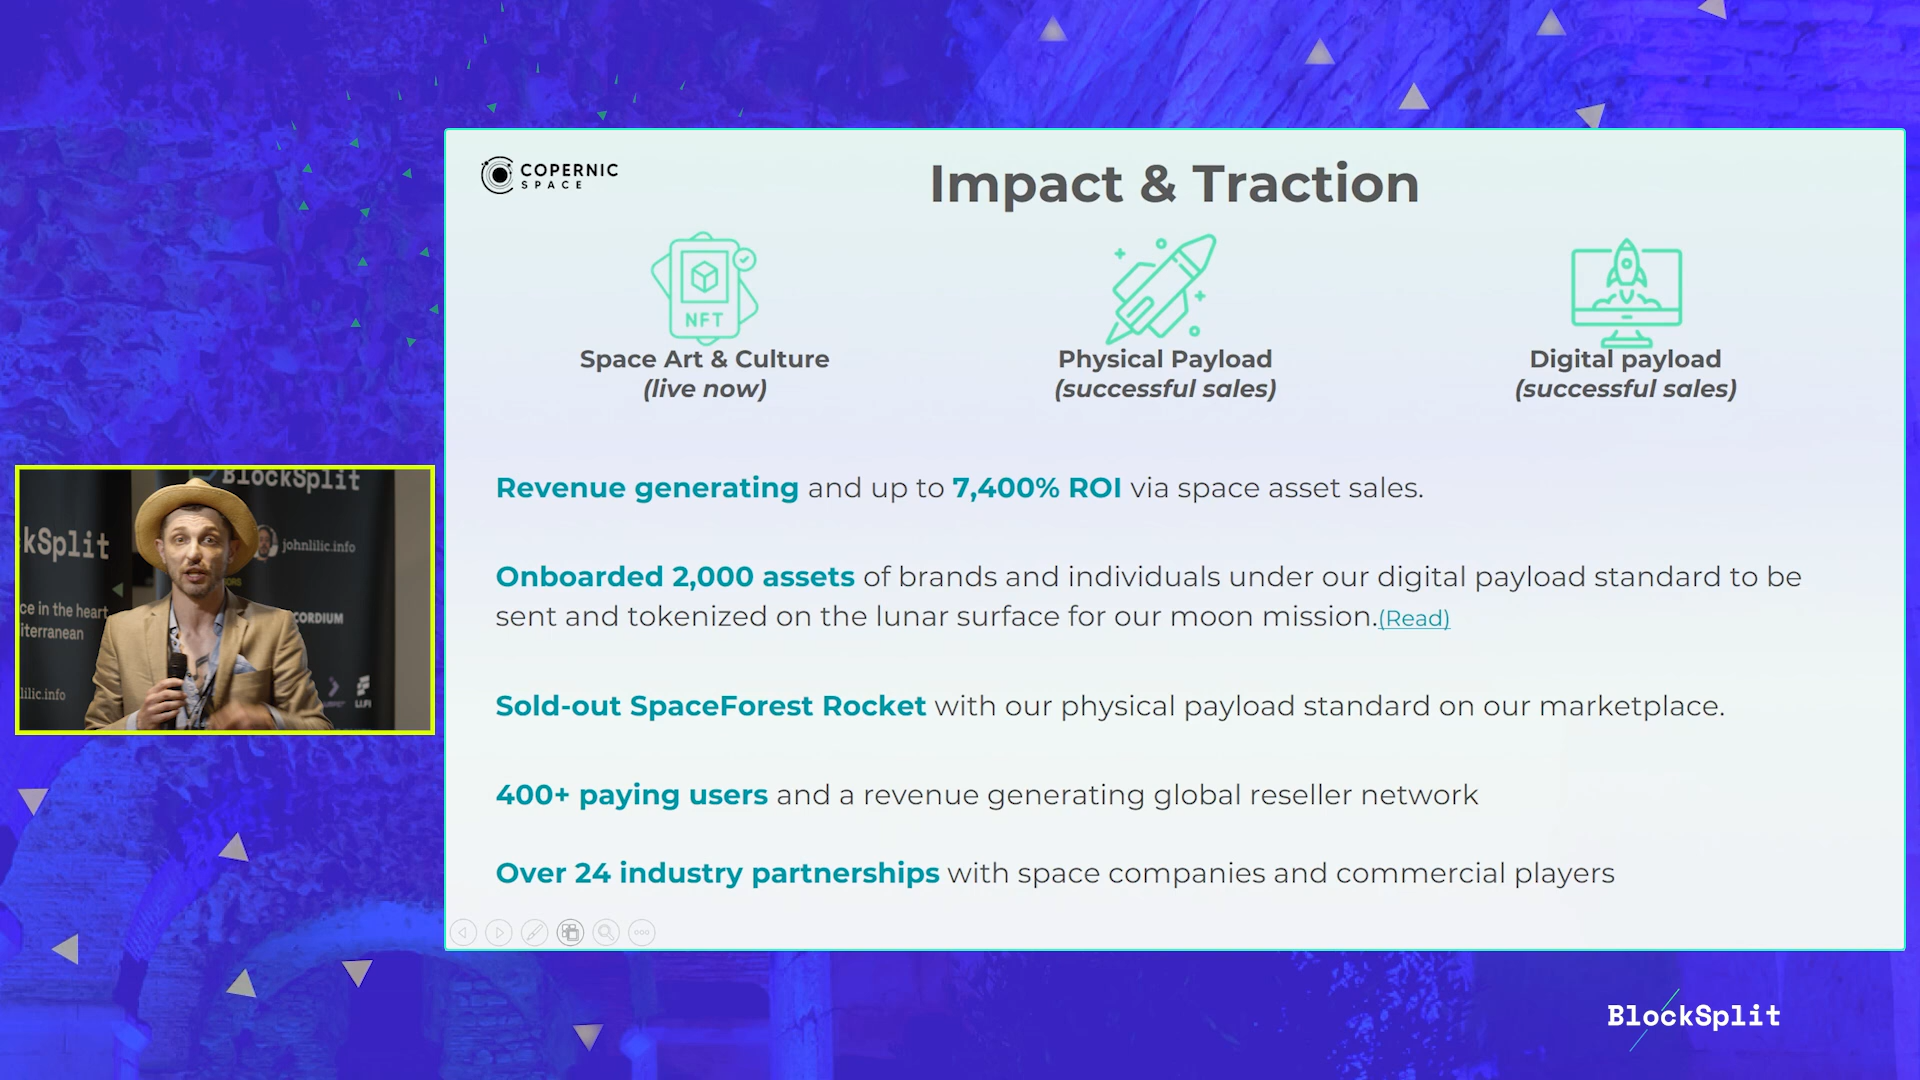 COPERNIC
SPACE
Impact & Traction
NFT
Space Art & Culture
(live now)
Physical Payload
(successful sales)
Digital payload
(successful sales)
Revenue generating and up to 7,400% ROI via space asset sales.
Onboarded 2,000 assets of brands and individuals under our digital payload standard to be
sent and tokenized on the lunar surface for our moon mission.(Read)
Sold-out SpaceForest Rocket with our physical payload standard on our marketplace.
400+ paying users and a revenue generating global reseller network
Over 24 industry partnerships with space companies and commercial players
BlockSplit
kSplit
johnlilic.info
ce in the heart
iterranean
CORDIUM
lilic.info
LI.FI
BlockSplit